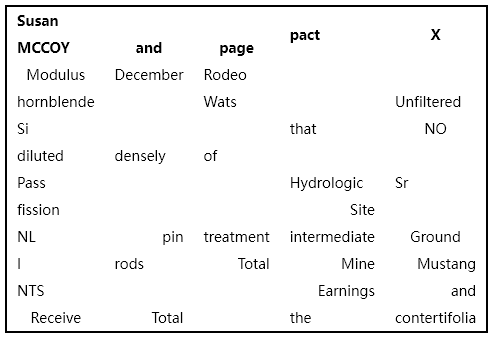 Susan MCCOY and page pact X
Modulus December Rodeo
hornblende Wats Unfiltered
Si that NO
diluted densely of
Pass Hydrologic Sr
fission Site
NL pin treatment intermediate Ground
I rods Total Mine Mustang
NTS Earnings and
Receive Total the contertifolia